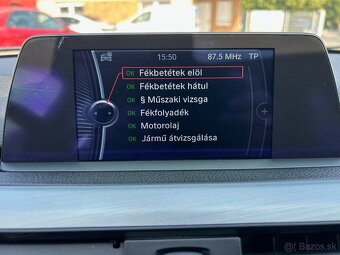 15:50 87.5 MHz TP
OK Fékbetétek elöl
OK Fékbetétek hátul
OK § Műszaki vizsga
OK Fékfolyadék
OK Motorolaj
OK Jármű átvizsgálása
Bazos.sk